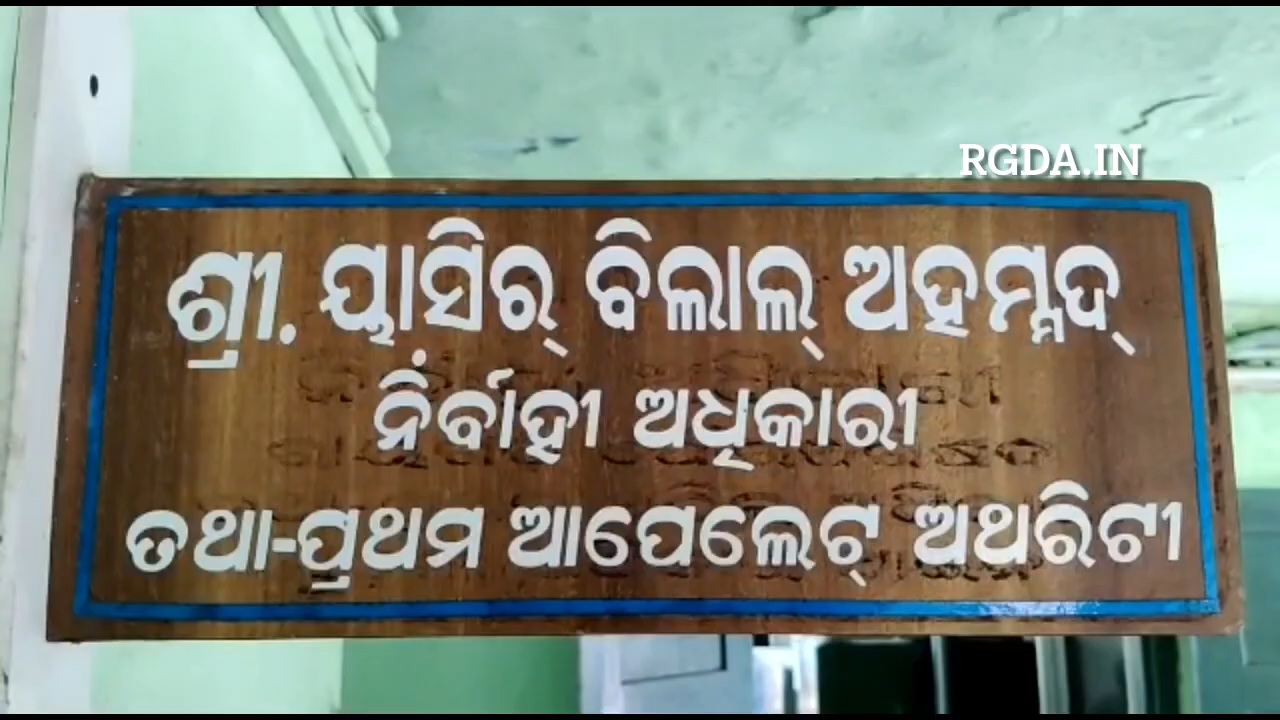 RGDA.IN
ଶ୍ରୀ. ୟାସିର୍ ବିଲାଲ୍ ଅହମ୍ମଦ୍
ନିର୍ବାହୀ ଅଧିକାରୀ
ତଥା-ପ୍ରଥମ ଆପେଲେଟ୍ ଅଥରିଟୀ